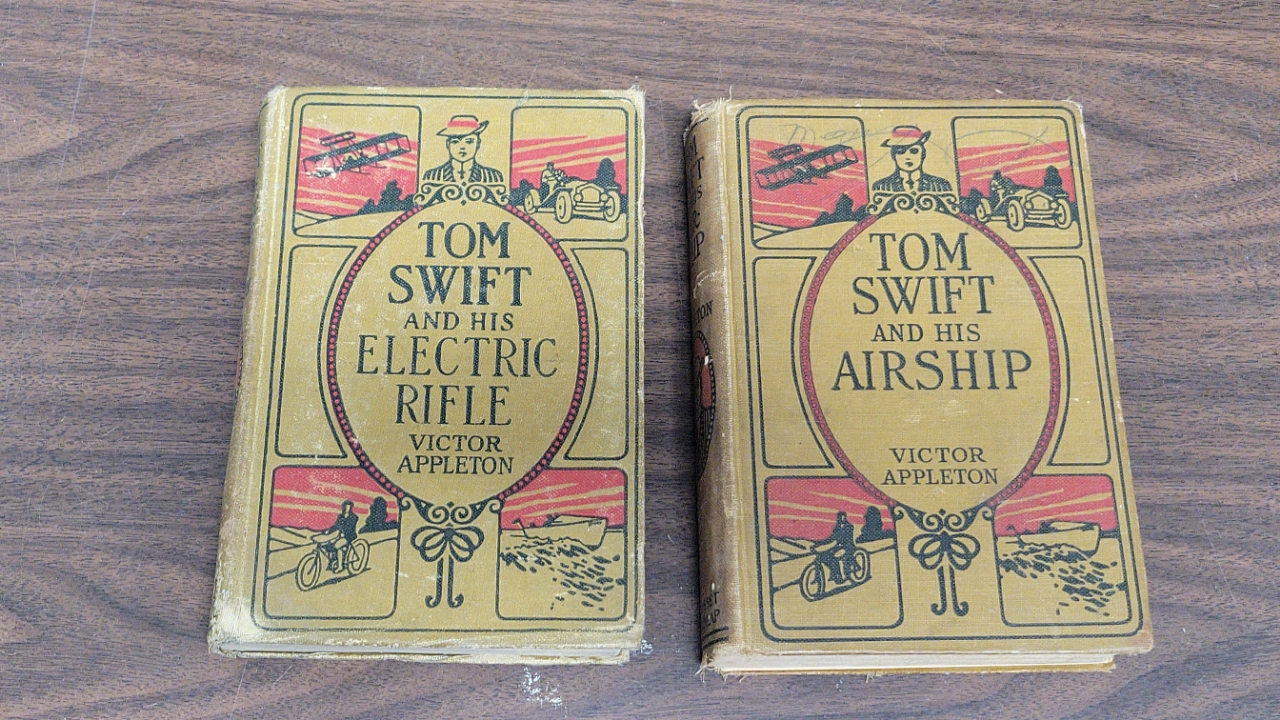 TOM
SWIFT
AND HIS
ELECTRIC
RIFLE
VICTOR
APPLETON
TOM
SWIFT
AND HIS
AIRSHIP
VICTOR
APPLETON